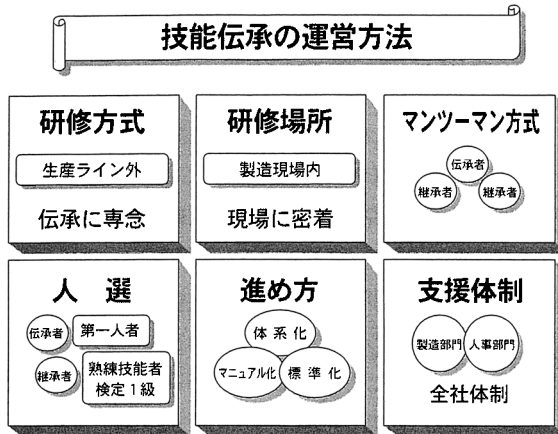 技能伝承の運営方法
研修方式
生産ライン外
伝承に専念
研修場所
製造現場内
現場に密着
マンツーマン方式
伝承者
継承者
継承者
人 選
伝承者
第一人者
継承者
熟練技能者
検定1級
進め方
体 系 化
マニュアル化
標 準 化
支援体制
製造部門
人事部門
全社体制